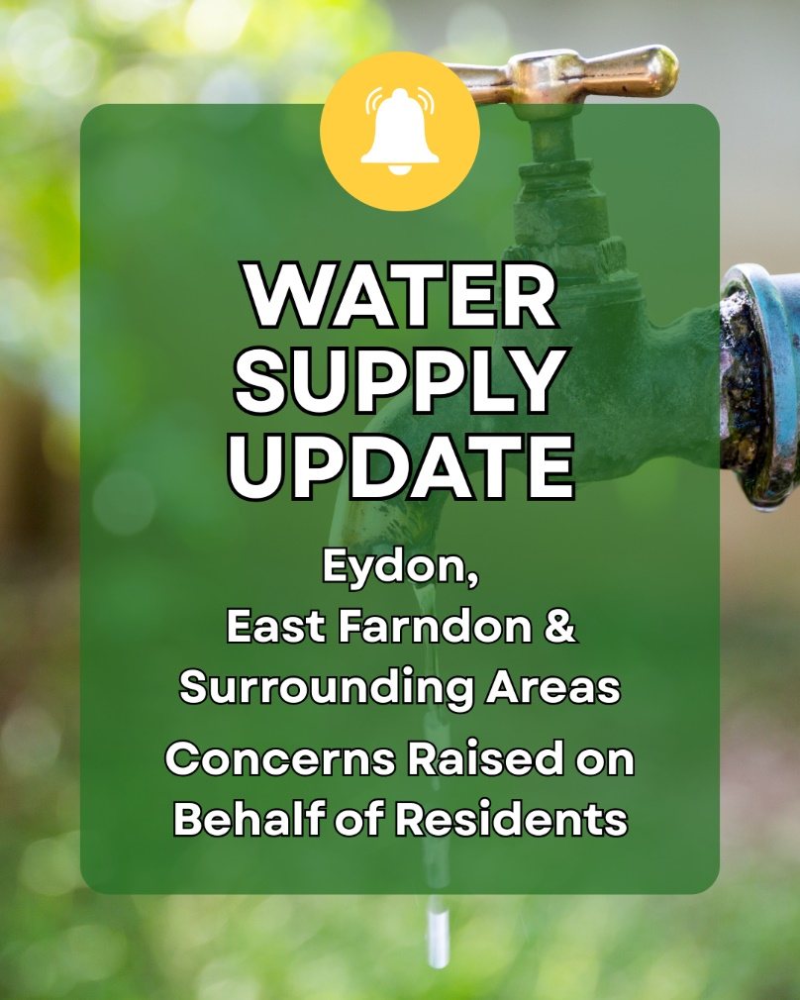 WATER
SUPPLY
UPDATE
Eydon,
East Farndon &
Surrounding Areas
Concerns Raised on
Behalf of Residents